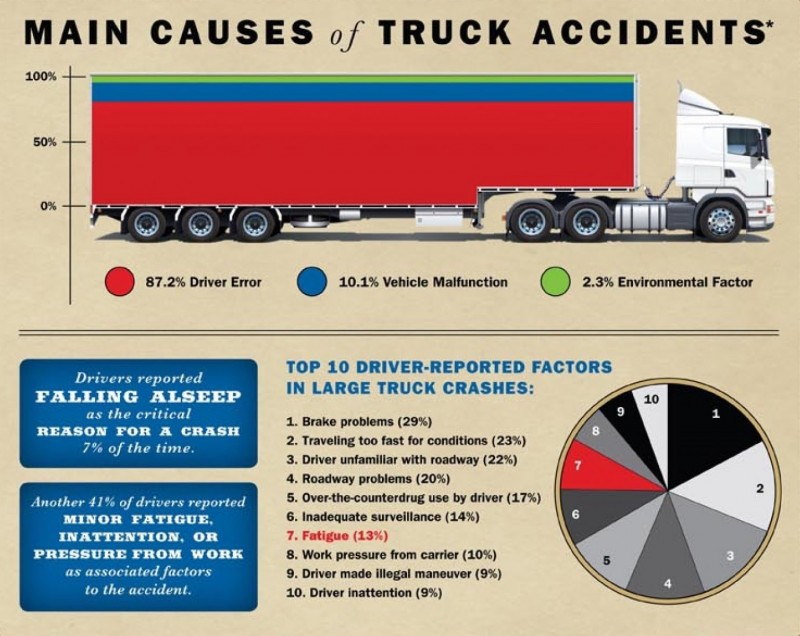 MAIN CAUSES of TRUCK ACCIDENTS*
100%
50%
0%
87.2% Driver Error
10.1% Vehicle Malfunction
2.3% Environmental Factor
Drivers reported
FALLING ALSEEP
as the critical
REASON FOR A CRASH
7% of the time.
Another 41% of drivers reported
MINOR FATIGUE,
INATTENTION, OR
PRESSURE FROM WORK
as associated factors
to the accident.
TOP 10 DRIVER-REPORTED FACTORS
IN LARGE TRUCK CRASHES:
1. Brake problems (29%)
2. Traveling too fast for conditions (23%)
3. Driver unfamiliar with roadway (22%)
4. Roadway problems (20%)
5. Over-the-counterdrug use by driver (17%)
6. Inadequate surveillance (14%)
7. Fatigue (13%)
8. Work pressure from carrier (10%)
9. Driver made illegal maneuver (9%)
10. Driver inattention (9%)
1
2
3
4
5
6
7
8
9
10